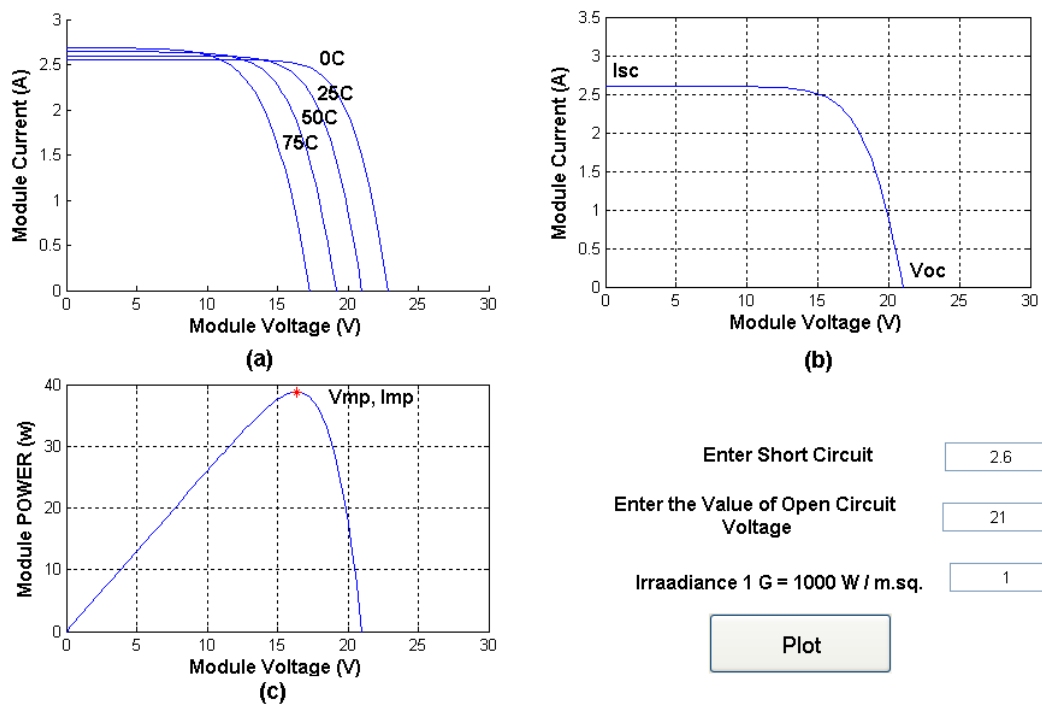 Module Current (A)
3
2.5
2
1.5
1
0.5
0
0C
25C
50C
75C
0 5 10 15 20 25 30
Module Voltage (V)
(a)
Module Current (A)
3.5
3
2.5
2
1.5
1
0.5
0
Isc
Voc
0 5 10 15 20 25 30
Module Voltage (V)
(b)
Module POWER (w)
40
30
20
10
0
Vmp, Imp
0 5 10 15 20 25 30
Module Voltage (V)
(c)
Enter Short Circuit 2.6
Enter the Value of Open Circuit
Voltage 21
Irraadiance 1 G = 1000 W / m.sq. 1
Plot